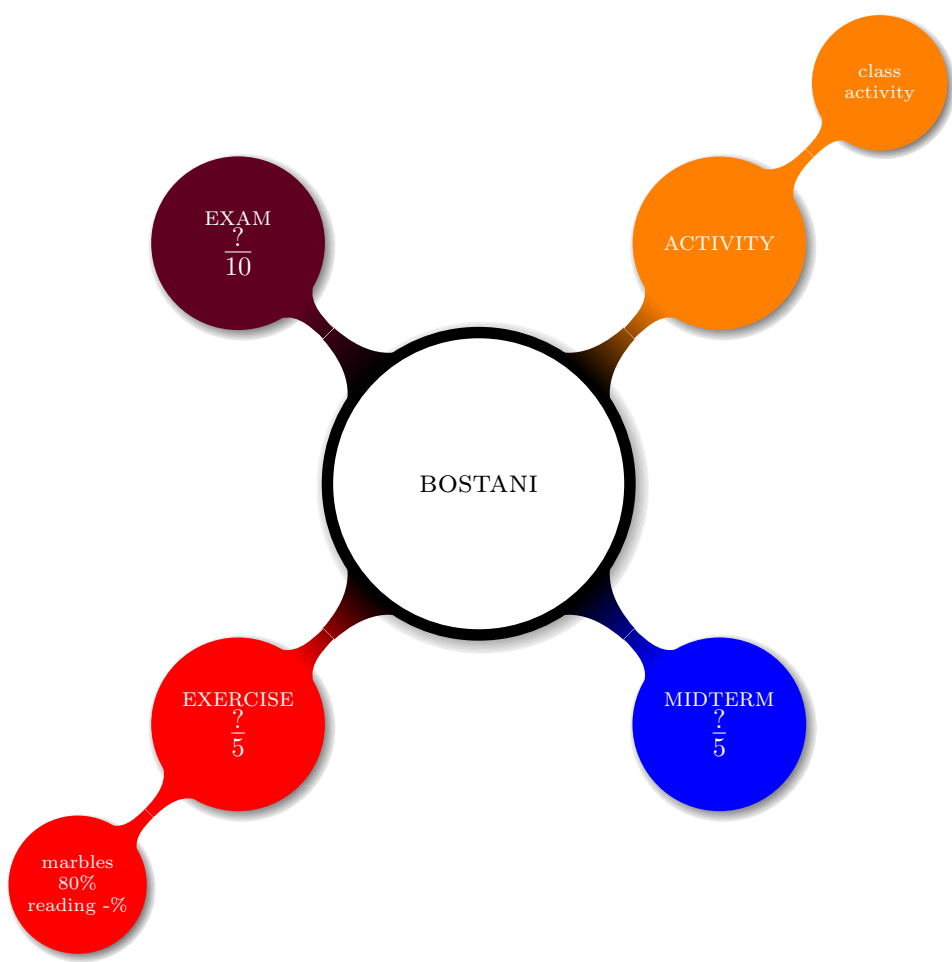 class
activity
EXAM
?
10
ACTIVITY
BOSTANI
EXERCISE
?
5
MIDTERM
?
5
marbles
80%
reading -%